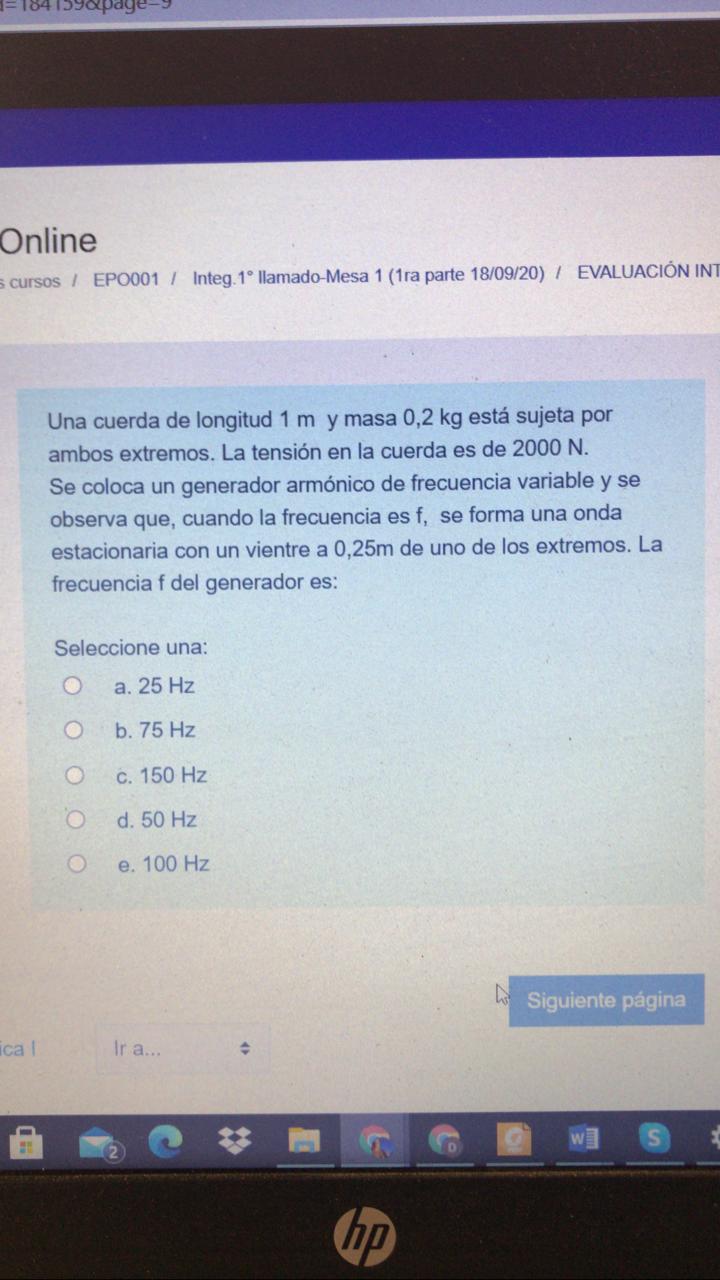 =184159&page=9
Online
s cursos / EPO001 / Integ.1° llamado-Mesa 1 (1ra parte 18/09/20) / EVALUACIÓN INT
Una cuerda de longitud 1 m y masa 0,2 kg está sujeta por
ambos extremos. La tensión en la cuerda es de 2000 N.
Se coloca un generador armónico de frecuencia variable y se
observa que, cuando la frecuencia es f, se forma una onda
estacionaria con un vientre a 0,25m de uno de los extremos. La
frecuencia f del generador es:
Seleccione una:
a. 25 Hz
b. 75 Hz
c. 150 Hz
d. 50 Hz
e. 100 Hz
Siguiente página
ica I
Ir a...
2
D
W
S
hp